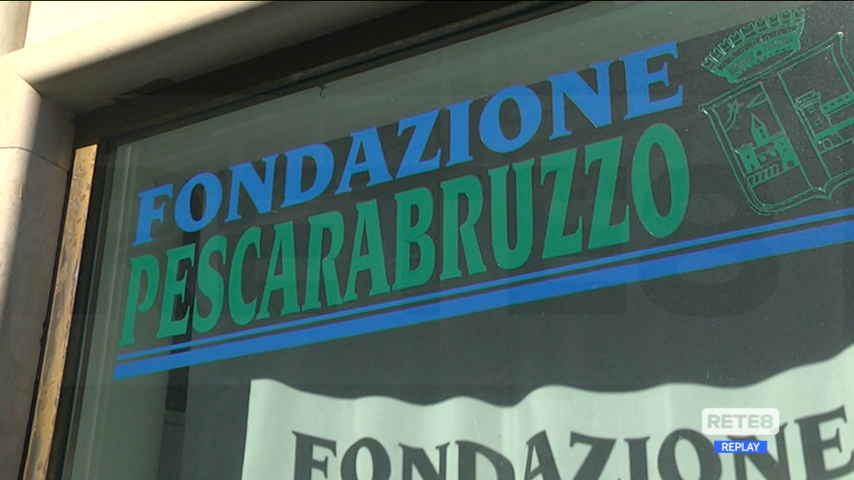 FONDAZIONE
PESCARABRUZZO
FONDAZIONE
RETE8
REPLAY